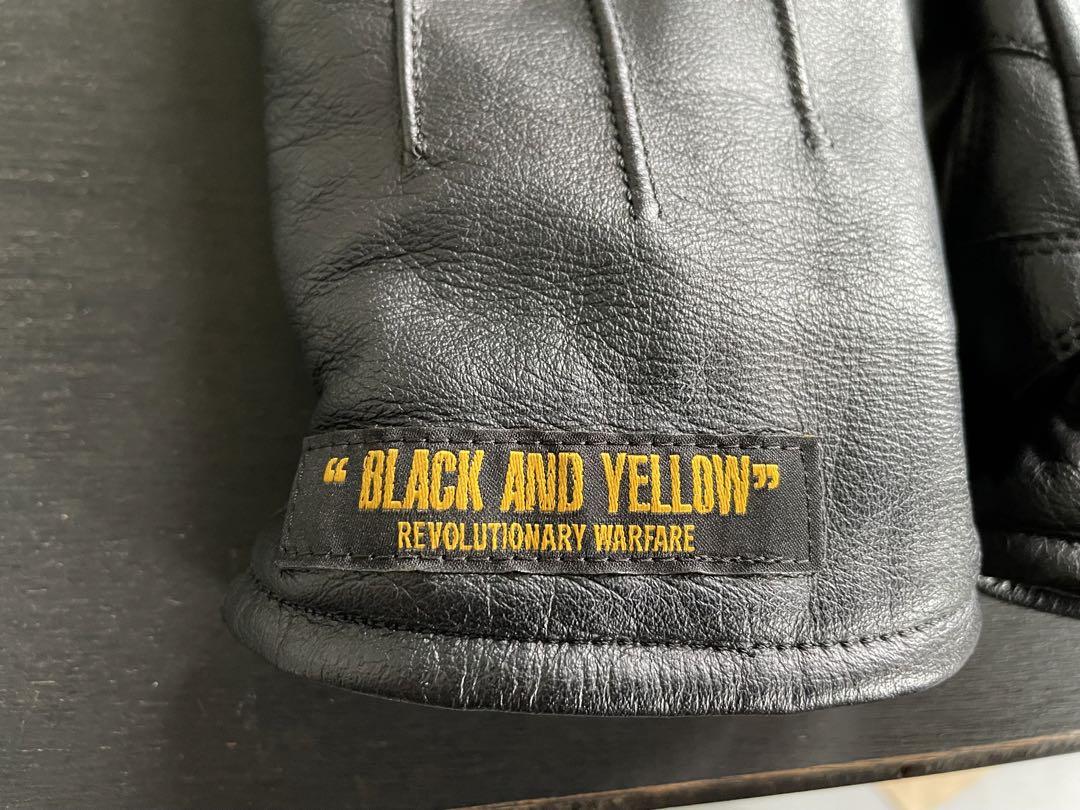 “ BLACK AND YELLOW”
REVOLUTIONARY WARFARE